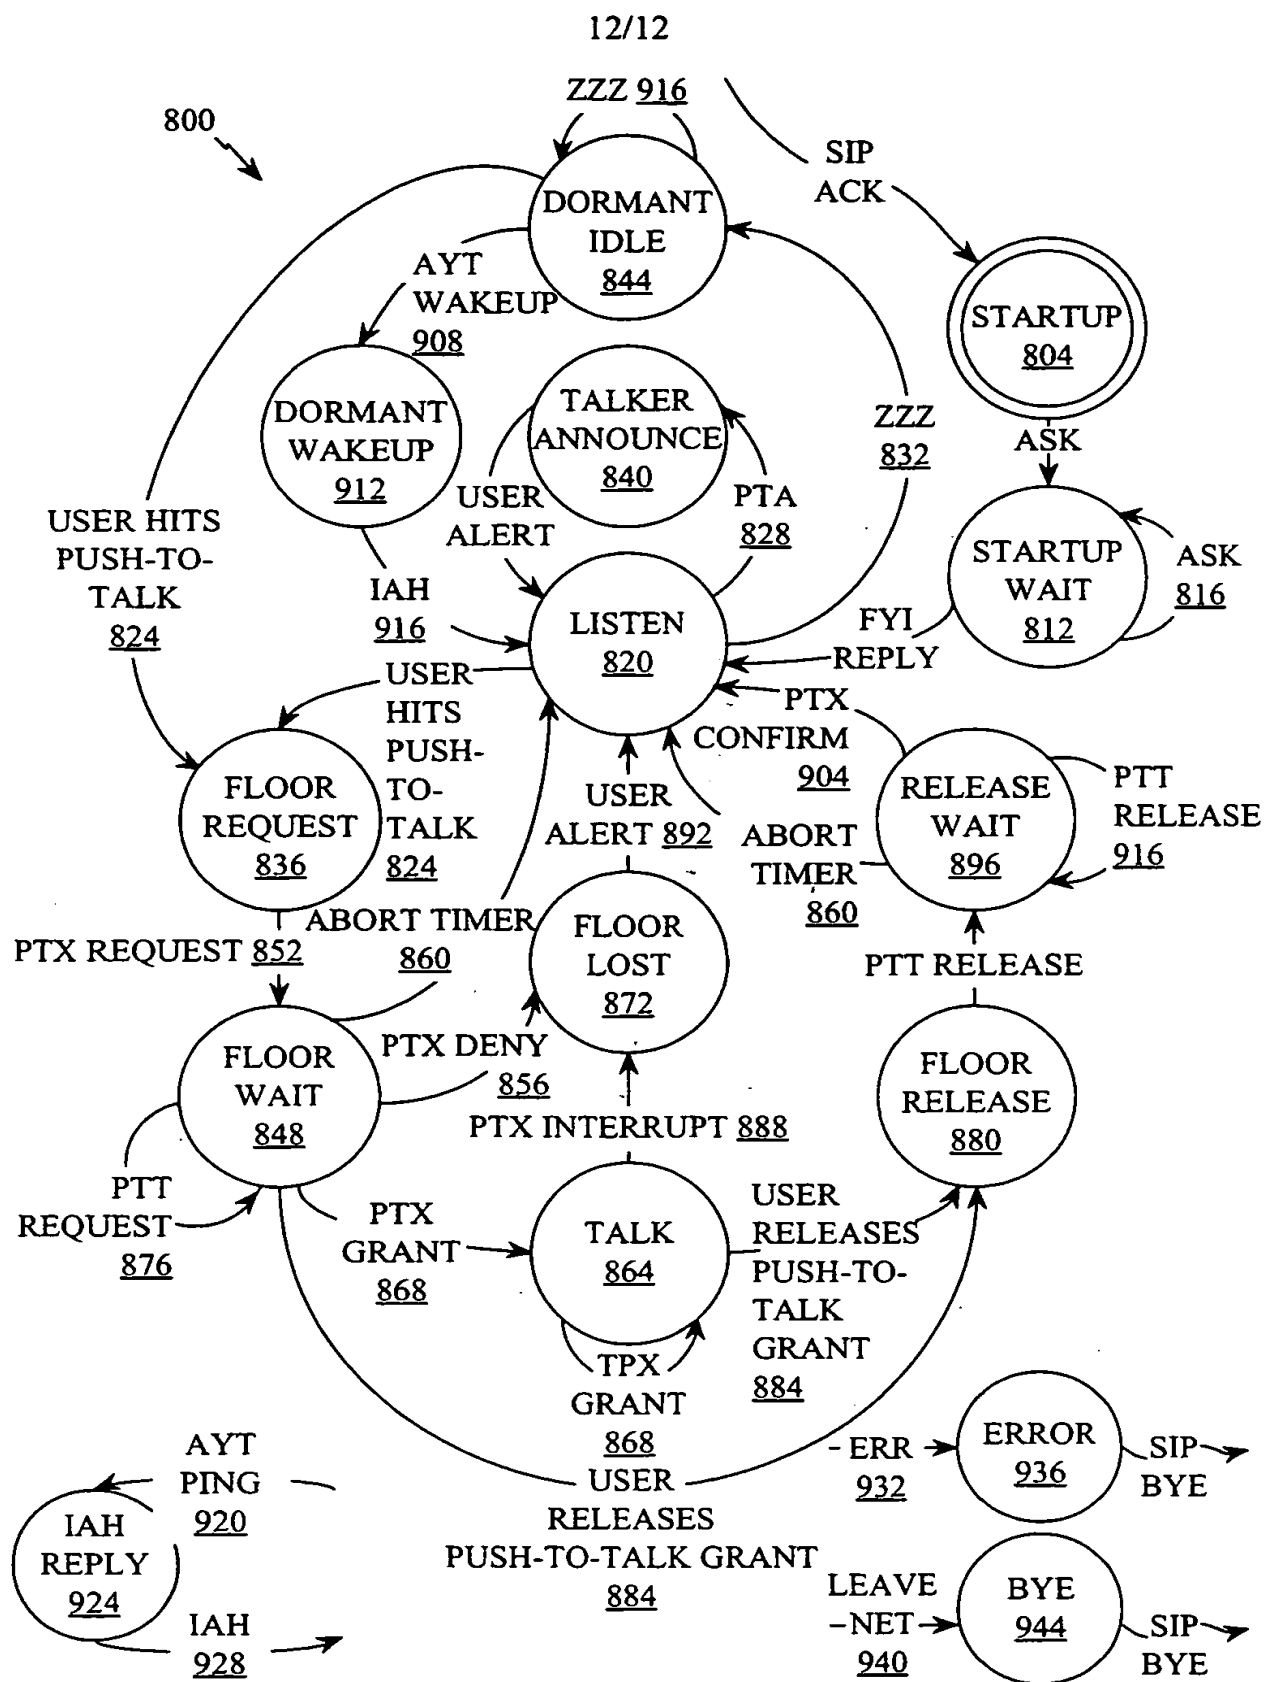 12/12
800
ZZZ 916
SIP
ACK
DORMANT
IDLE
844
AYT
WAKEUP
908
STARTUP
804
DORMANT
WAKEUP
912
TALKER
ANNOUNCE
840
ZZZ
832
ASK
USER
ALERT
PTA
828
USER HITS
PUSH-TO-
TALK
824
STARTUP
WAIT
812
ASK
816
IAH
916
LISTEN
820
FYI
REPLY
USER
HITS
PUSH-
TO-
TALK
824
PTX
CONFIRM
904
FLOOR
REQUEST
836
USER
ALERT 892
ABORT
TIMER
860
RELEASE
WAIT
896
PTT
RELEASE
916
PTX REQUEST 852
ABORT TIMER
860
FLOOR
LOST
872
PTT RELEASE
FLOOR
WAIT
848
PTX DENY
856
FLOOR
RELEASE
880
PTX INTERRUPT 888
PTT
REQUEST
876
PTX
GRANT
868
TALK
864
USER
RELEASES
PUSH-TO-
TALK
GRANT
884
TPX
GRANT
868
AYT
PING
920
IAH
REPLY
924
IAH
928
USER
RELEASES
PUSH-TO-TALK GRANT
884
ERR
932
ERROR
936
SIP
BYE
LEAVE
-NET
940
BYE
944
SIP
BYE